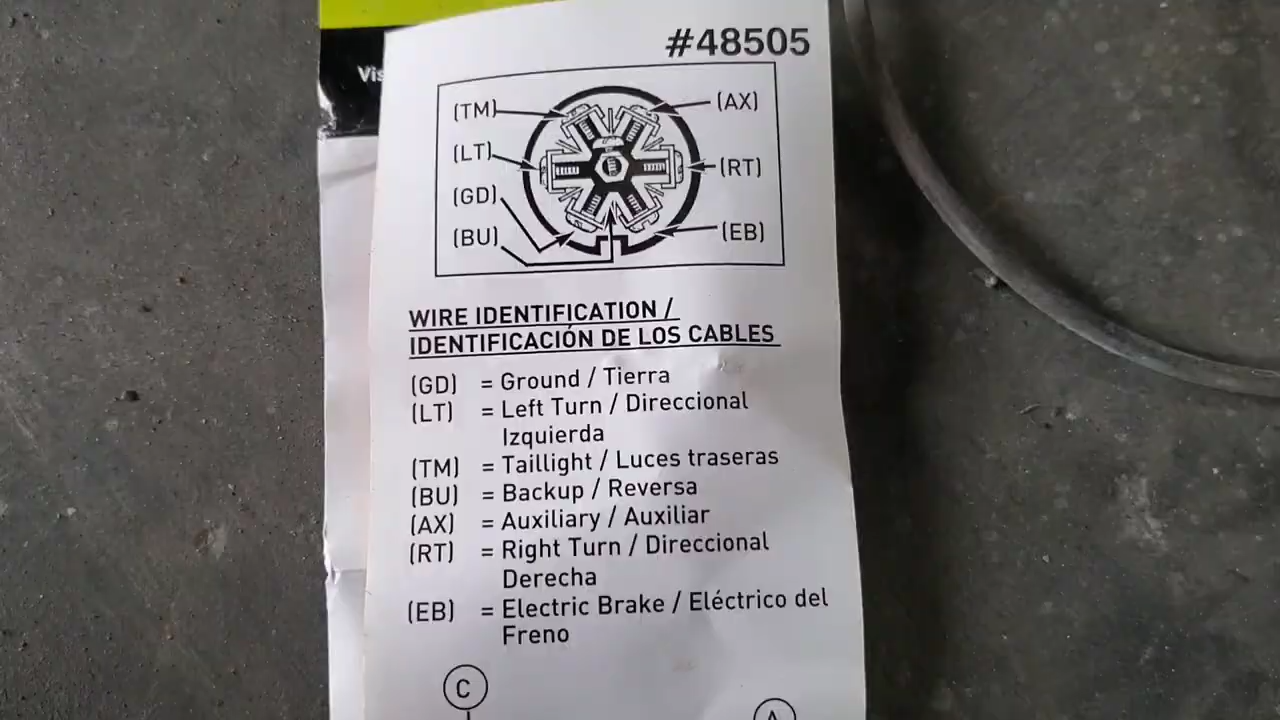 #48505
Vis
(TM)
(AX)
(LT)
(RT)
(GD)
(BU)
(EB)
WIRE IDENTIFICATION /
IDENTIFICACIÓN DE LOS CABLES
(GD) = Ground / Tierra
(LT) = Left Turn / Direccional
Izquierda
(TM) = Taillight / Luces traseras
(BU) = Backup / Reversa
(AX) = Auxiliary / Auxiliar
(RT) = Right Turn / Direccional
Derecha
(EB) = Electric Brake / Eléctrico del
Freno
C
A